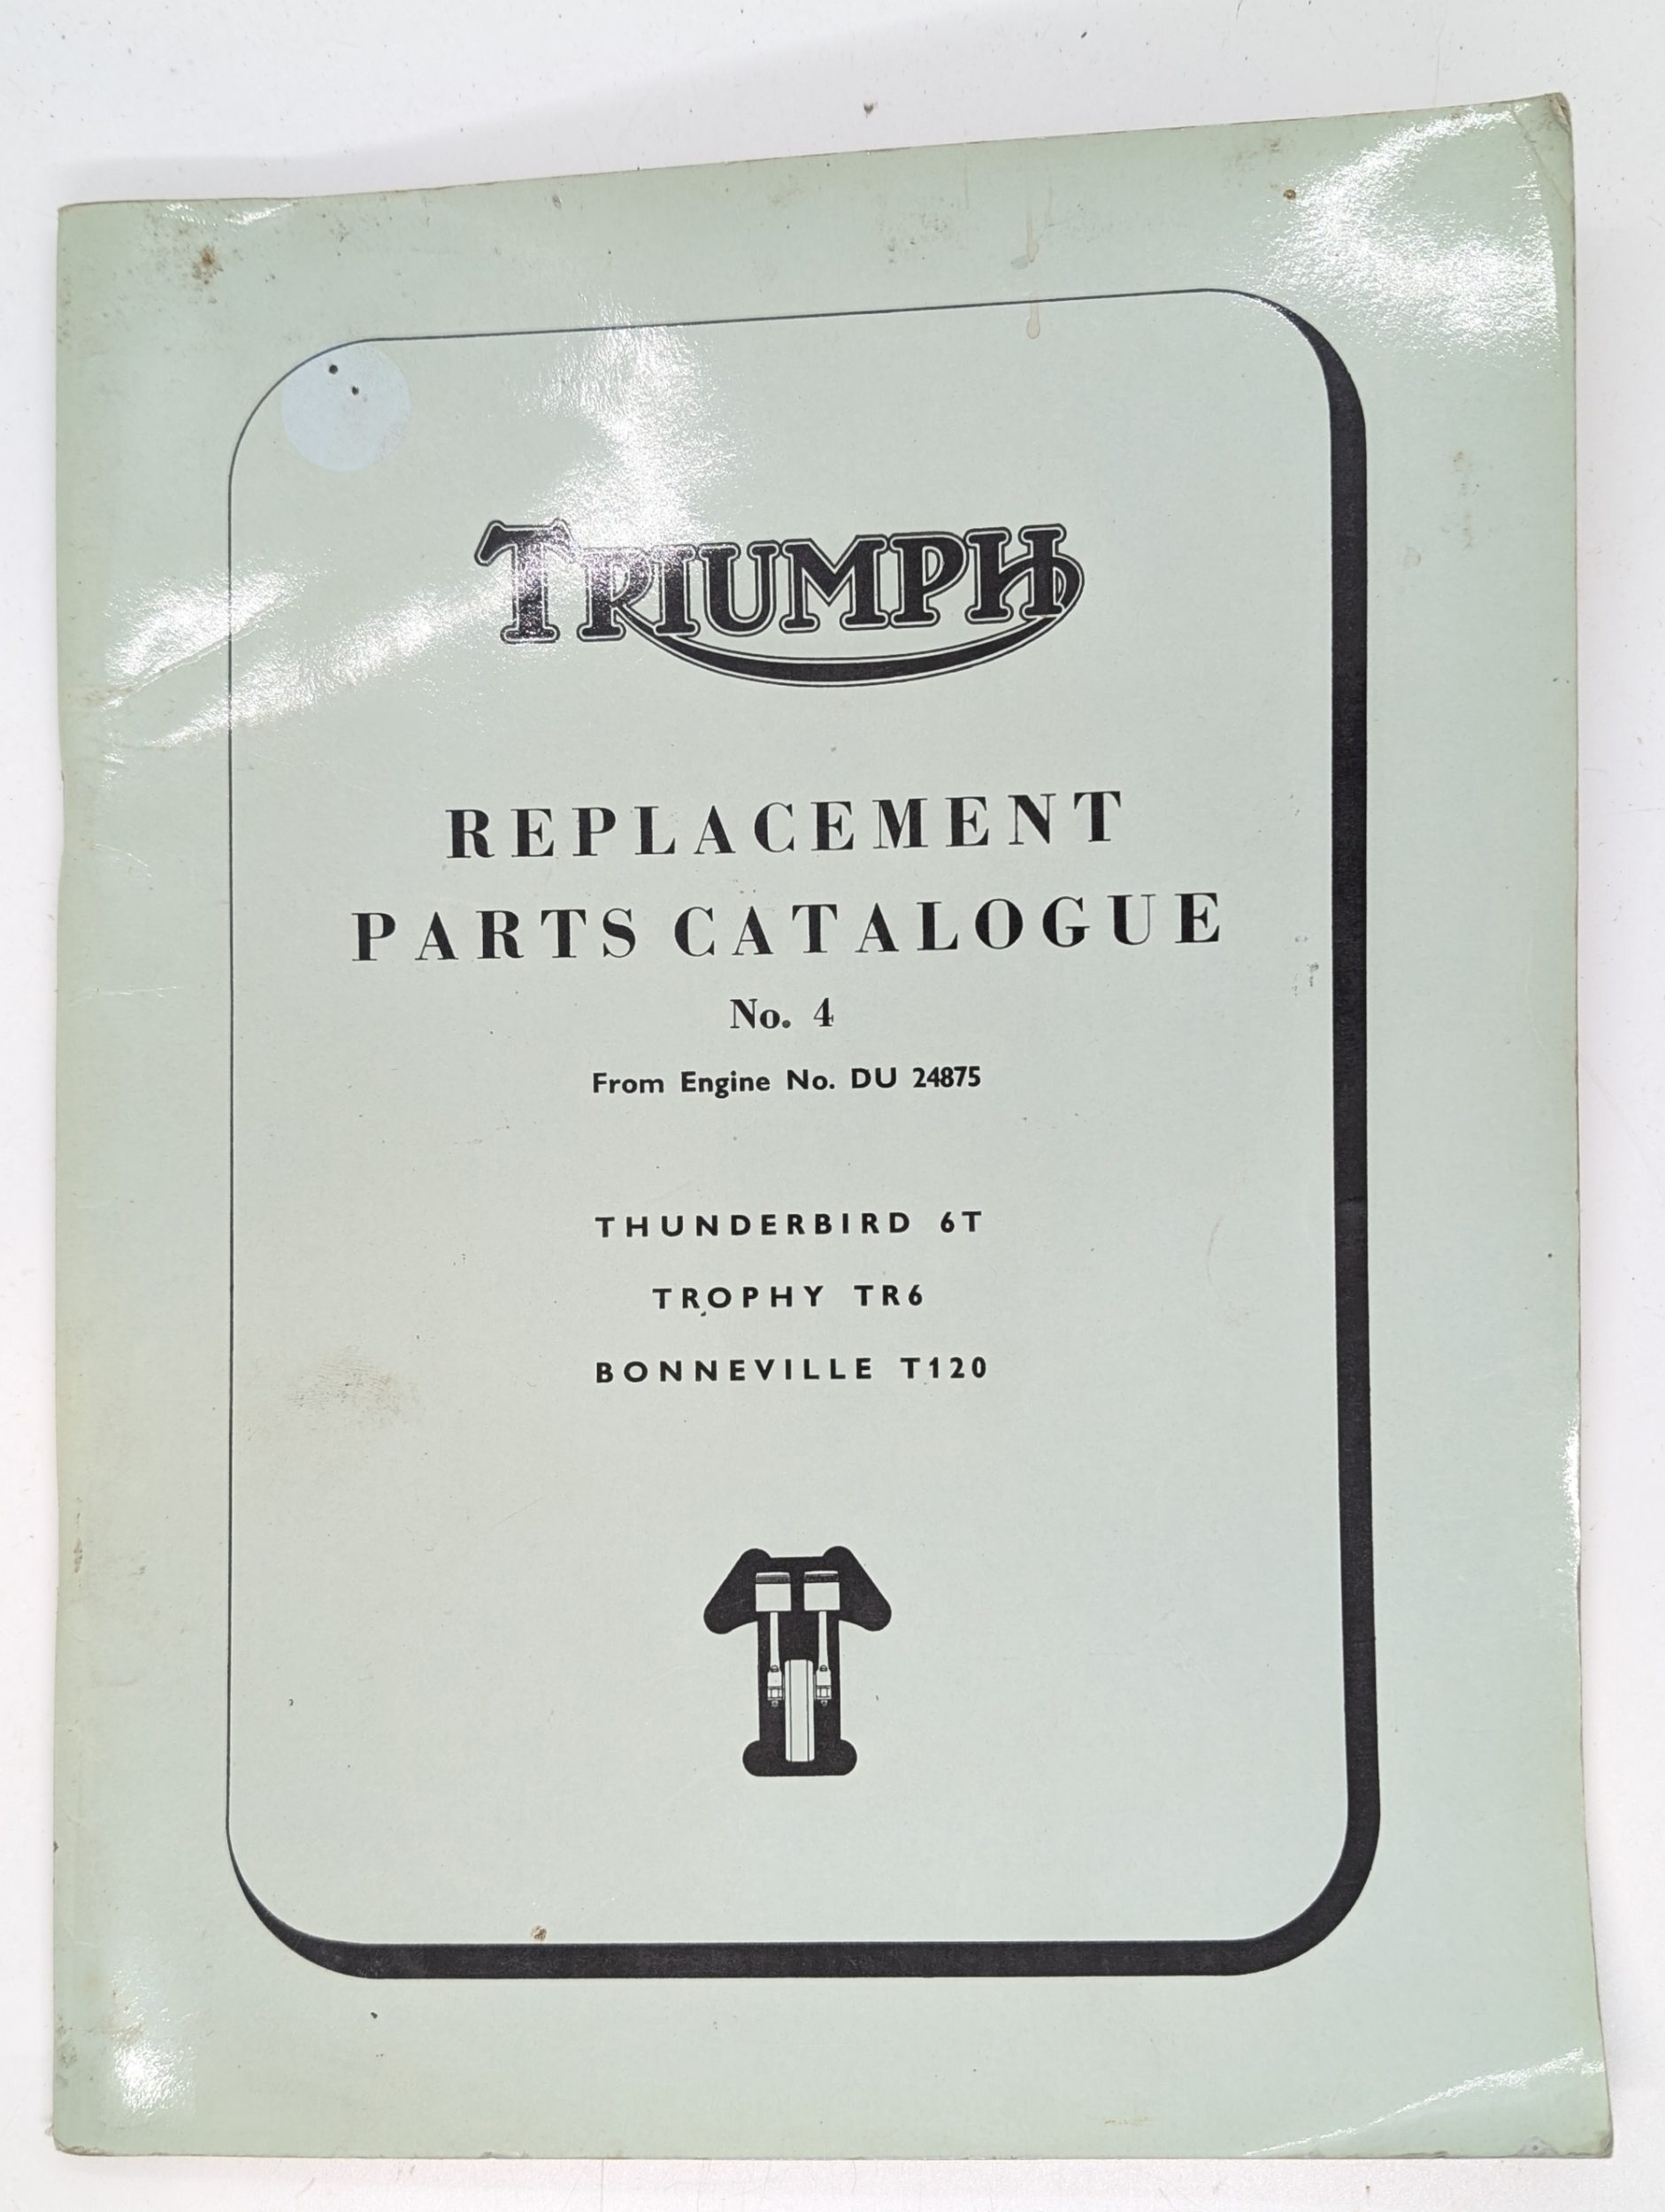 TRIUMPH
REPLACEMENT
PARTS CATALOGUE
No. 4
From Engine No. DU 24875
THUNDERBIRD 6T
TROPHY TR6
BONNEVILLE T120